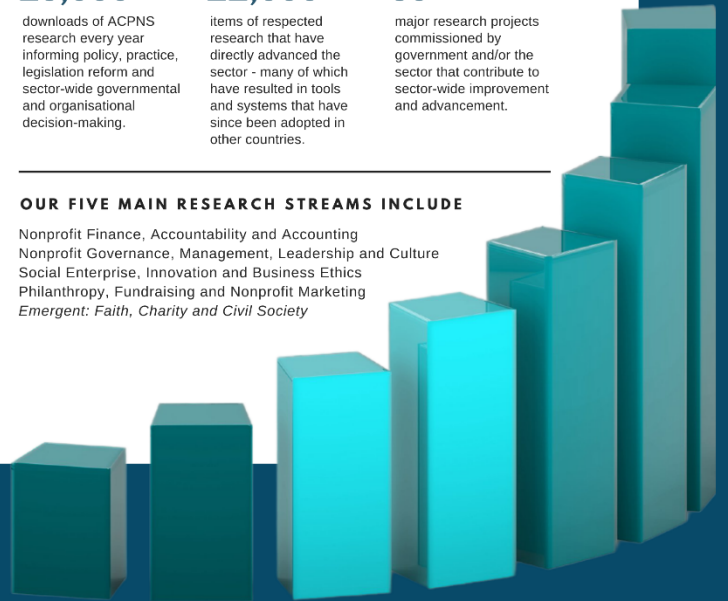 downloads of ACPNS
research every year
informing policy, practice,
legislation reform and
sector-wide governmental
and organisational
decision-making.
items of respected
research that have
directly advanced the
sector - many of which
have resulted in tools
and systems that have
since been adopted in
other countries.
major research projects
commissioned by
government and/or the
sector that contribute to
sector-wide improvement
and advancement.
OUR FIVE MAIN RESEARCH STREAMS INCLUDE
Nonprofit Finance, Accountability and Accounting
Nonprofit Governance, Management, Leadership and Culture
Social Enterprise, Innovation and Business Ethics
Philanthropy, Fundraising and Nonprofit Marketing
Emergent: Faith, Charity and Civil Society